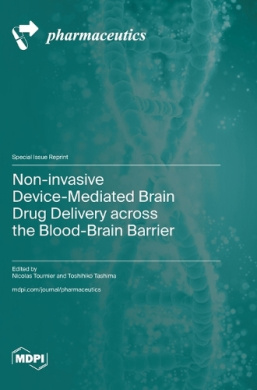 pharmaceutics
Special Issue Reprint
Non-invasive
Device-Mediated Brain
Drug Delivery across
the Blood-Brain Barrier
Edited by
Nicolas Tournier and Toshihiko Tashima
mdpi.com/journal/pharmaceutics
MDPI